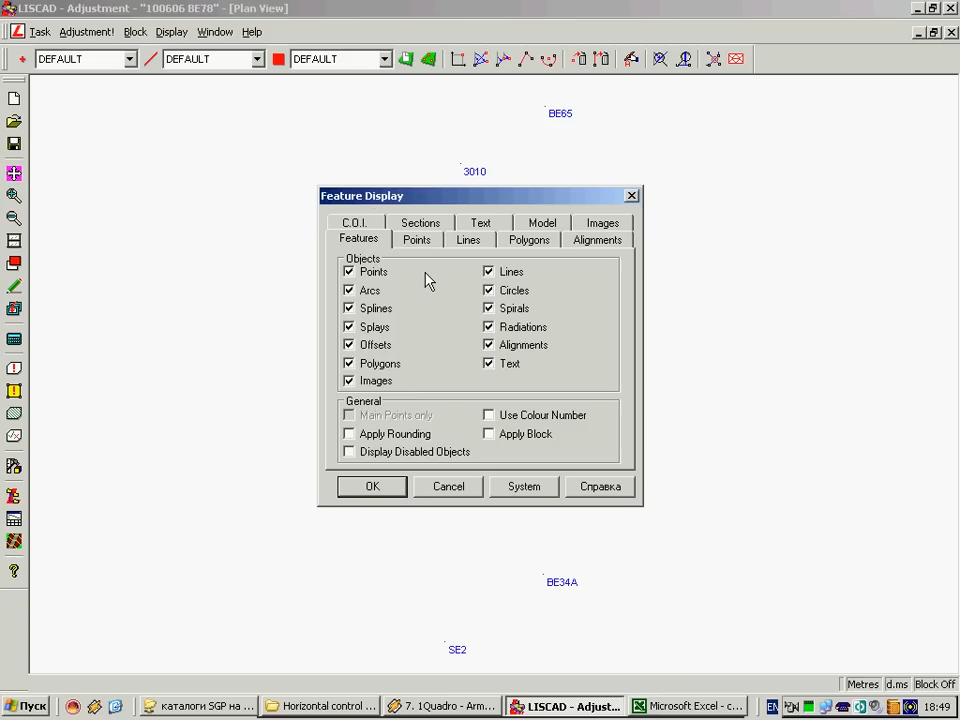 LISCAD - Adjustment - "100606 BE78" - [Plan View]
Task Adjustment! Block Display Window Help
DEFAULT DEFAULT DEFAULT
BE65
3010
Feature Display
C.O.I. Sections Text Model Images
Features Points Lines Polygons Alignments
Objects
Points Lines
Arcs Circles
Splines Spirals
Splays Radiations
Offsets Alignments
Polygons Text
Images
General
Main Points only Use Colour Number
Apply Rounding Apply Block
Display Disabled Objects
OK Cancel System Справка
BE34A
SE2
Metres d.ms Block Off
Пуск каталоги SGP на ... Horizontal control ... 7. 1Quadro - Arm... LISCAD - Adjust... Microsoft Excel - c... EN 18:49